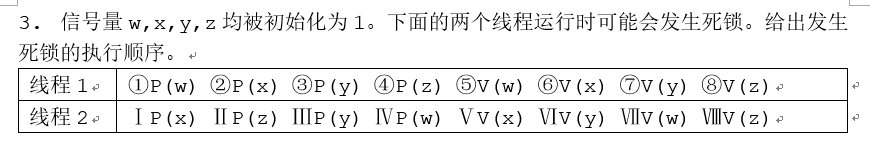 3. 信号量 w,x,y,z 均被初始化为 1。下面的两个线程运行时可能会发生死锁。给出发生
死锁的执行顺序。
线程 1 ①P(w) ②P(x) ③P(y) ④P(z) ⑤V(w) ⑥V(x) ⑦V(y) ⑧V(z)
线程 2 ⅠP(x) ⅡP(z) ⅢP(y) ⅣP(w) ⅤV(x) ⅥV(y) ⅦV(w) ⅧV(z)